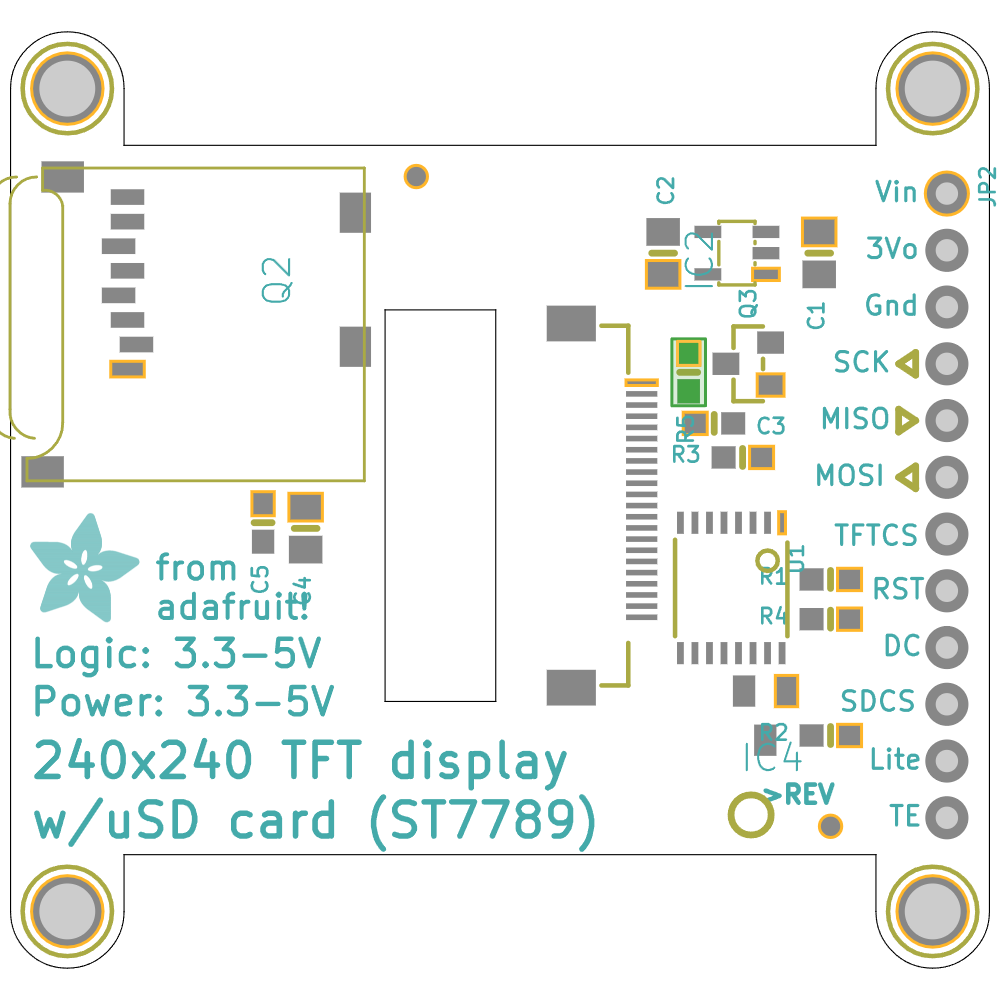 C2
Vin
JP2
3Vo
IC2
Q2
Q3
C1
Gnd
SCK
MISO
C3
R5
R3
MOSI
TFTCS
U1
from
C5
R1
RST
adafruit!
R4
Logic: 3.3-5V
DC
Power: 3.3-5V
SDCS
R2
240x240 TFT display
IC4
Lite
>REV
w/uSD card (ST7789)
TE